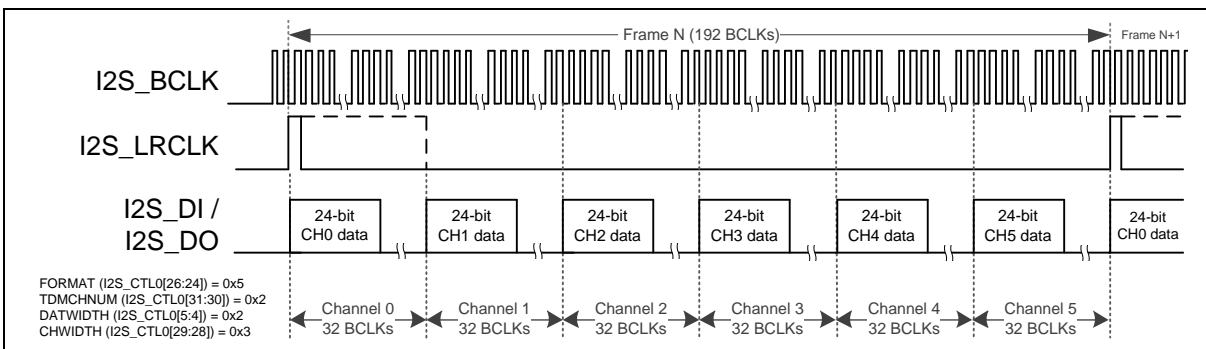 Frame N (192 BCLKs)
Frame N+1
I2S_BCLK
I2S_LRCLK
I2S_DI /
I2S_DO
24-bit
CH0 data
24-bit
CH1 data
24-bit
CH2 data
24-bit
CH3 data
24-bit
CH4 data
24-bit
CH5 data
24-bit
CH0 data
FORMAT (I2S_CTL0[26:24]) = 0x5
TDMCHNUM (I2S_CTL0[31:30]) = 0x2
DATWIDTH (I2S_CTL0[5:4]) = 0x2
CHWIDTH (I2S_CTL0[29:28]) = 0x3
Channel 0
32 BCLKs
Channel 1
32 BCLKs
Channel 2
32 BCLKs
Channel 3
32 BCLKs
Channel 4
32 BCLKs
Channel 5
32 BCLKs